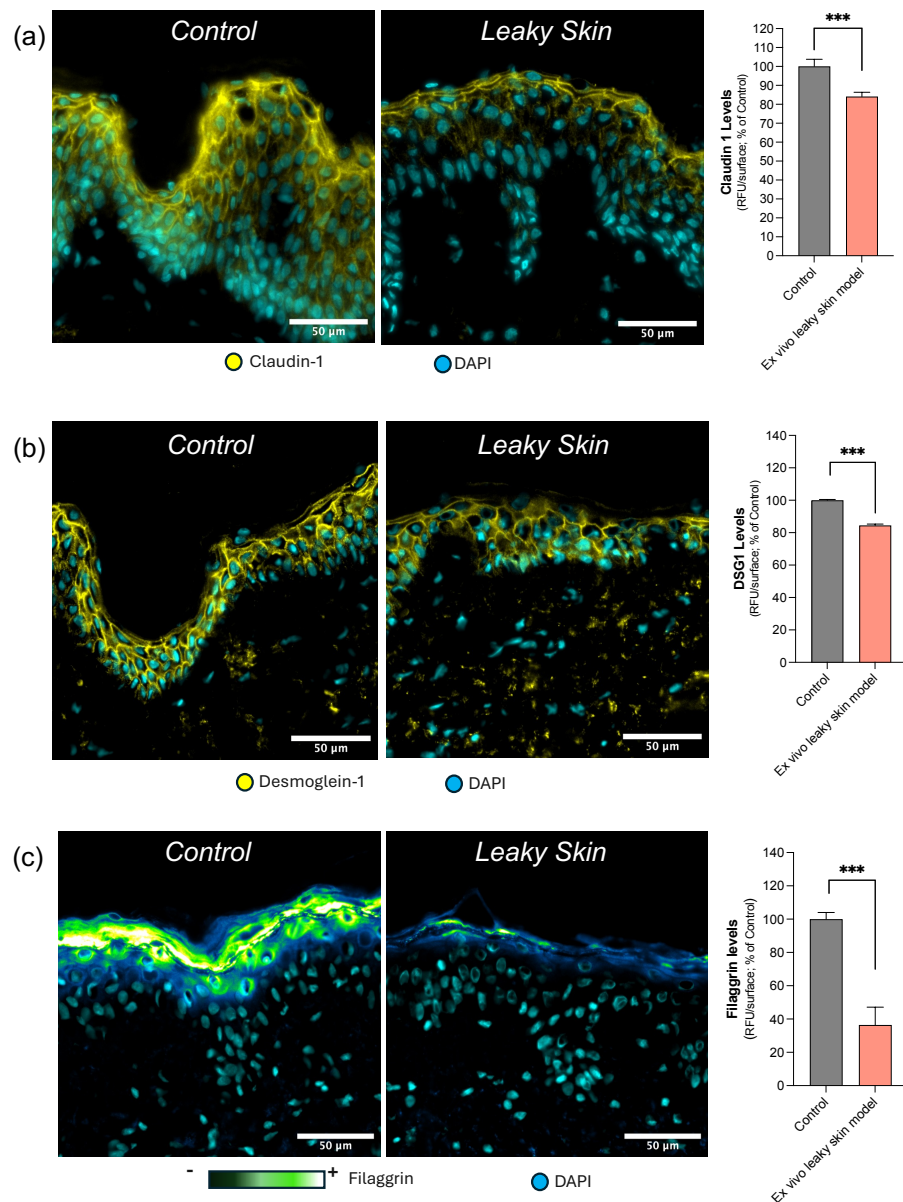 (a)
Control
Leaky Skin
50 µm
50 µm
Claudin-1
DAPI
***
Claudin 1 Levels
(RFU/surface; % of Control)
120
110
100
90
80
70
60
50
40
30
20
10
0
Control
Ex vivo leaky skin model
(b)
Control
Leaky Skin
50 µm
50 µm
Desmoglein-1
DAPI
***
DSG1 Levels
(RFU/surface; % of Control)
140
120
100
80
60
40
20
0
Control
Ex vivo leaky skin model
(c)
Control
Leaky Skin
50 µm
50 µm
- + Filaggrin
DAPI
***
Filaggrin levels
(RFU/surface; % of Control)
140
120
100
80
60
40
20
0
Control
Ex vivo leaky skin model